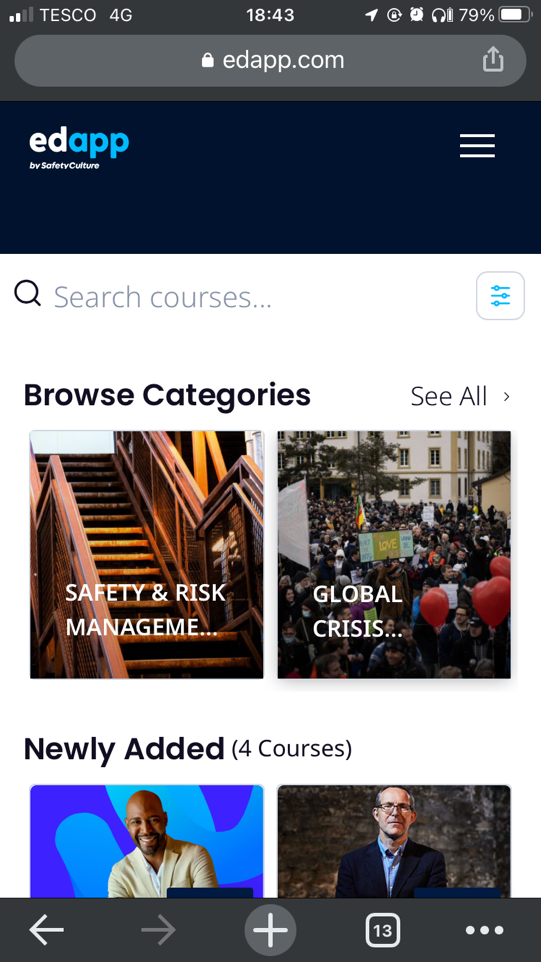 TESCO 4G 18:43 79%
edapp.com
edapp
by SafetyCulture
Search courses...
Browse Categories See All
SAFETY & RISK
MANAGEME...
GLOBAL
CRISIS...
LOVE
Newly Added (4 Courses)
13